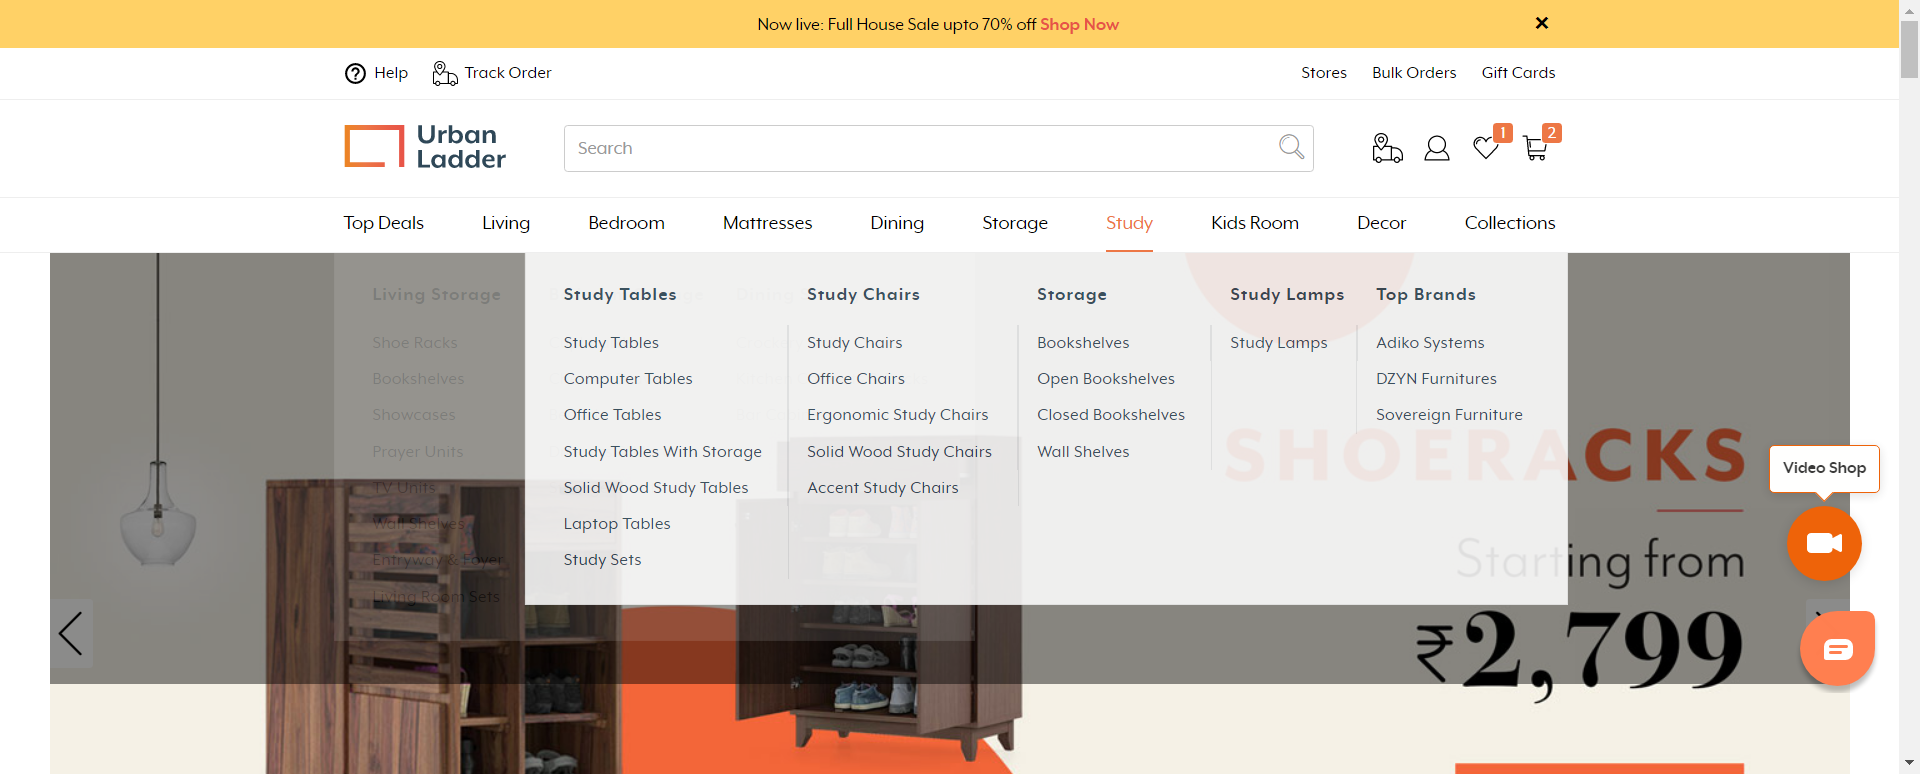 Now live: Full House Sale upto 70% off Shop Now
Help
Track Order
Stores
Bulk Orders
Gift Cards
Urban
Ladder
Search
1
2
Top Deals
Living
Bedroom
Mattresses
Dining
Storage
Study
Kids Room
Decor
Collections
Living Storage
Shoe Racks
Bookshelves
Showcases
Prayer Units
TV Units
Wall Shelves
Entryway & Foyer
Living Room Sets
Study Tables
Study Tables
Computer Tables
Office Tables
Study Tables With Storage
Solid Wood Study Tables
Laptop Tables
Study Sets
Study Chairs
Study Chairs
Office Chairs
Ergonomic Study Chairs
Solid Wood Study Chairs
Accent Study Chairs
Storage
Bookshelves
Open Bookshelves
Closed Bookshelves
Wall Shelves
Study Lamps
Study Lamps
Top Brands
Adiko Systems
DZYN Furnitures
Sovereign Furniture
SHOERACKS
Starting from
₹2,799
Video Shop